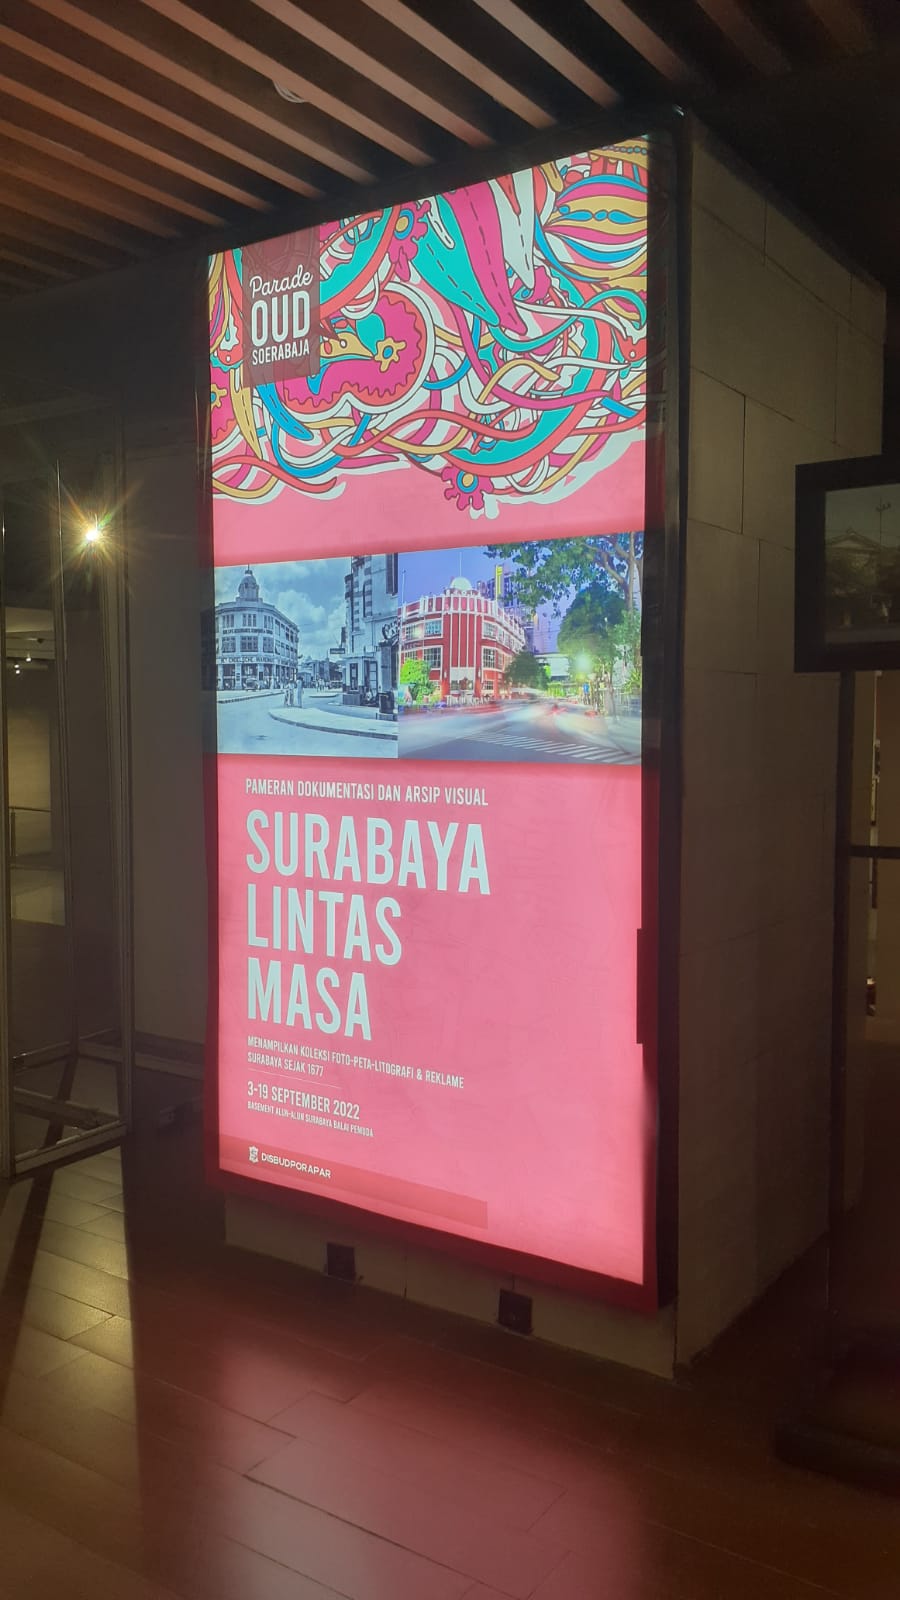 Parade
OUD
SOERABAJA
PAMERAN DOKUMENTASI DAN ARSIP VISUAL
SURABAYA
LINTAS
MASA
MENAMPILKAN KOLEKSI FOTO-PETA-LITOGRAFI & REKLAME
SURABAYA SEJAK 1677
3-19 SEPTEMBER 2022
BASEMENT ALUN-ALUN SURABAYA BALAI PEMUDA
DISBUDPORAPAR